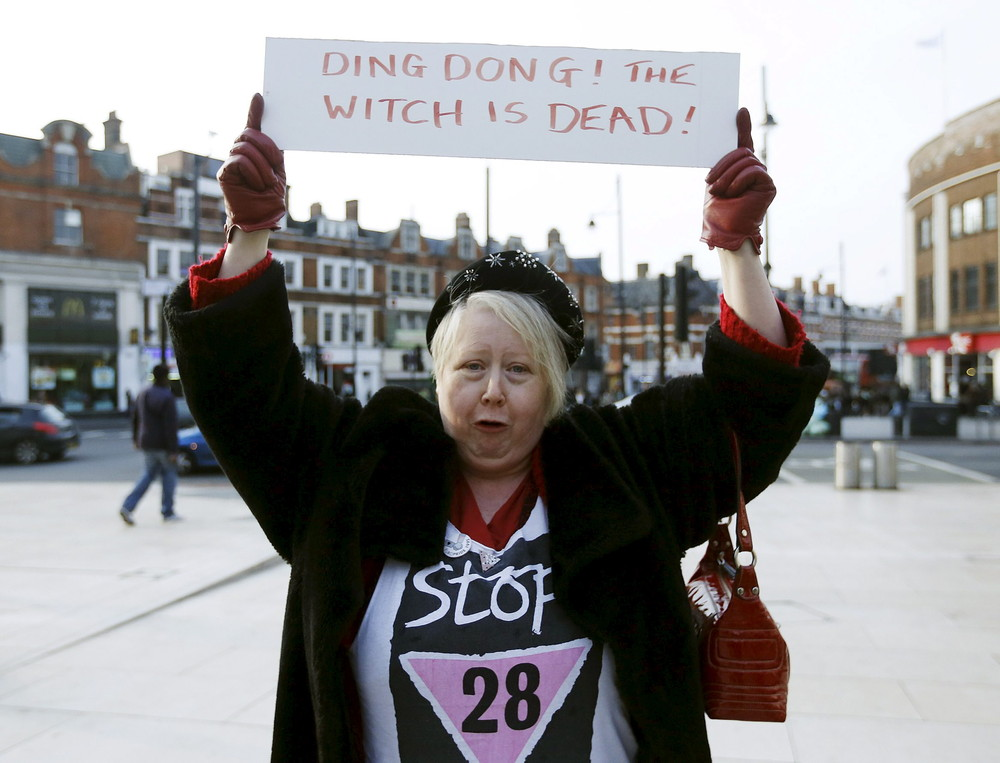 DING DONG! THE
WITCH IS DEAD!
STOP
28